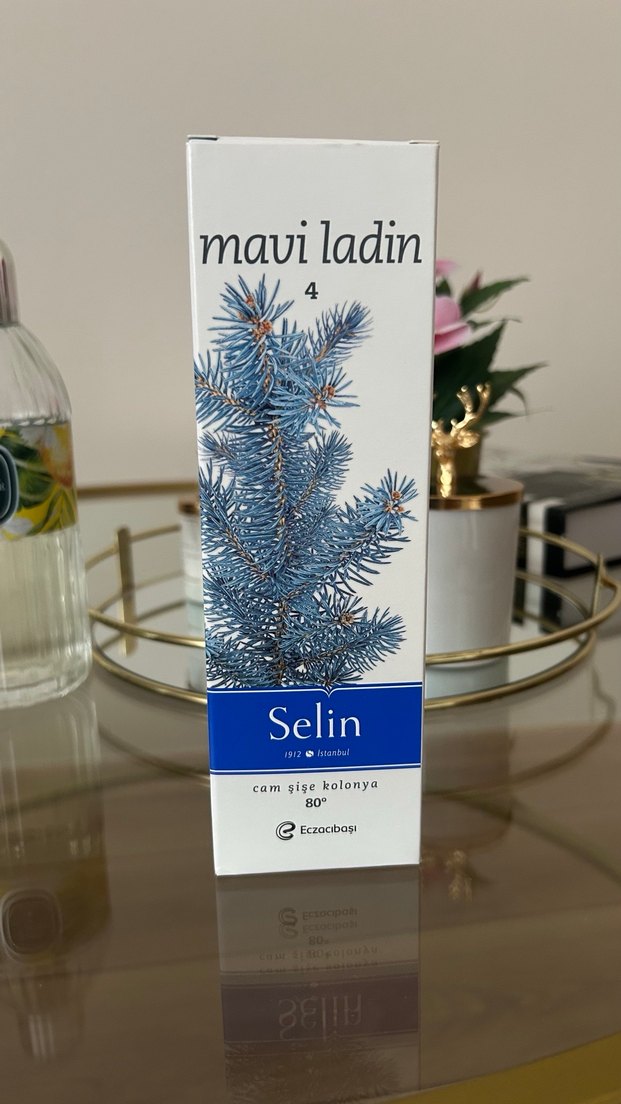 mavi ladin
4
Selin
1912 İstanbul
cam şişe kolonya
80°
Eczacıbaşı